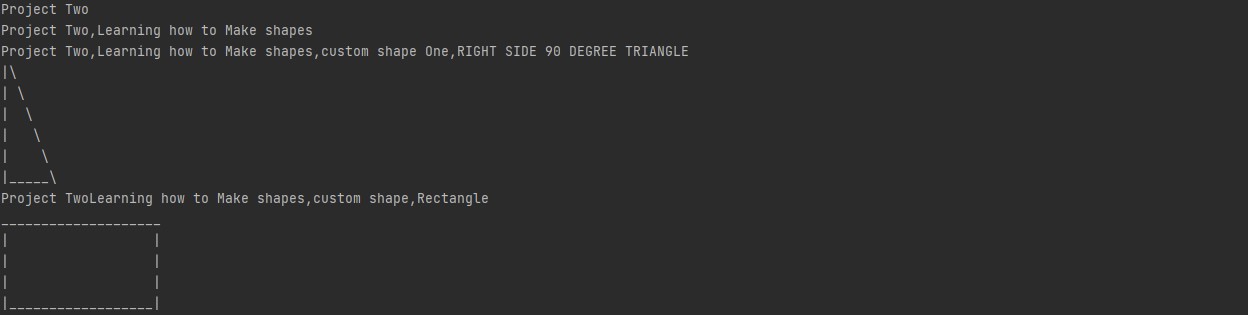 Project Two
Project Two,Learning how to Make shapes
Project Two,Learning how to Make shapes,custom shape One,RIGHT SIDE 90 DEGREE TRIANGLE
|\
| \
|  \
|   \
|    \
|_____\
Project TwoLearning how to Make shapes,custom shape,Rectangle
____________________
|                  |
|                  |
|                  |
|__________________|